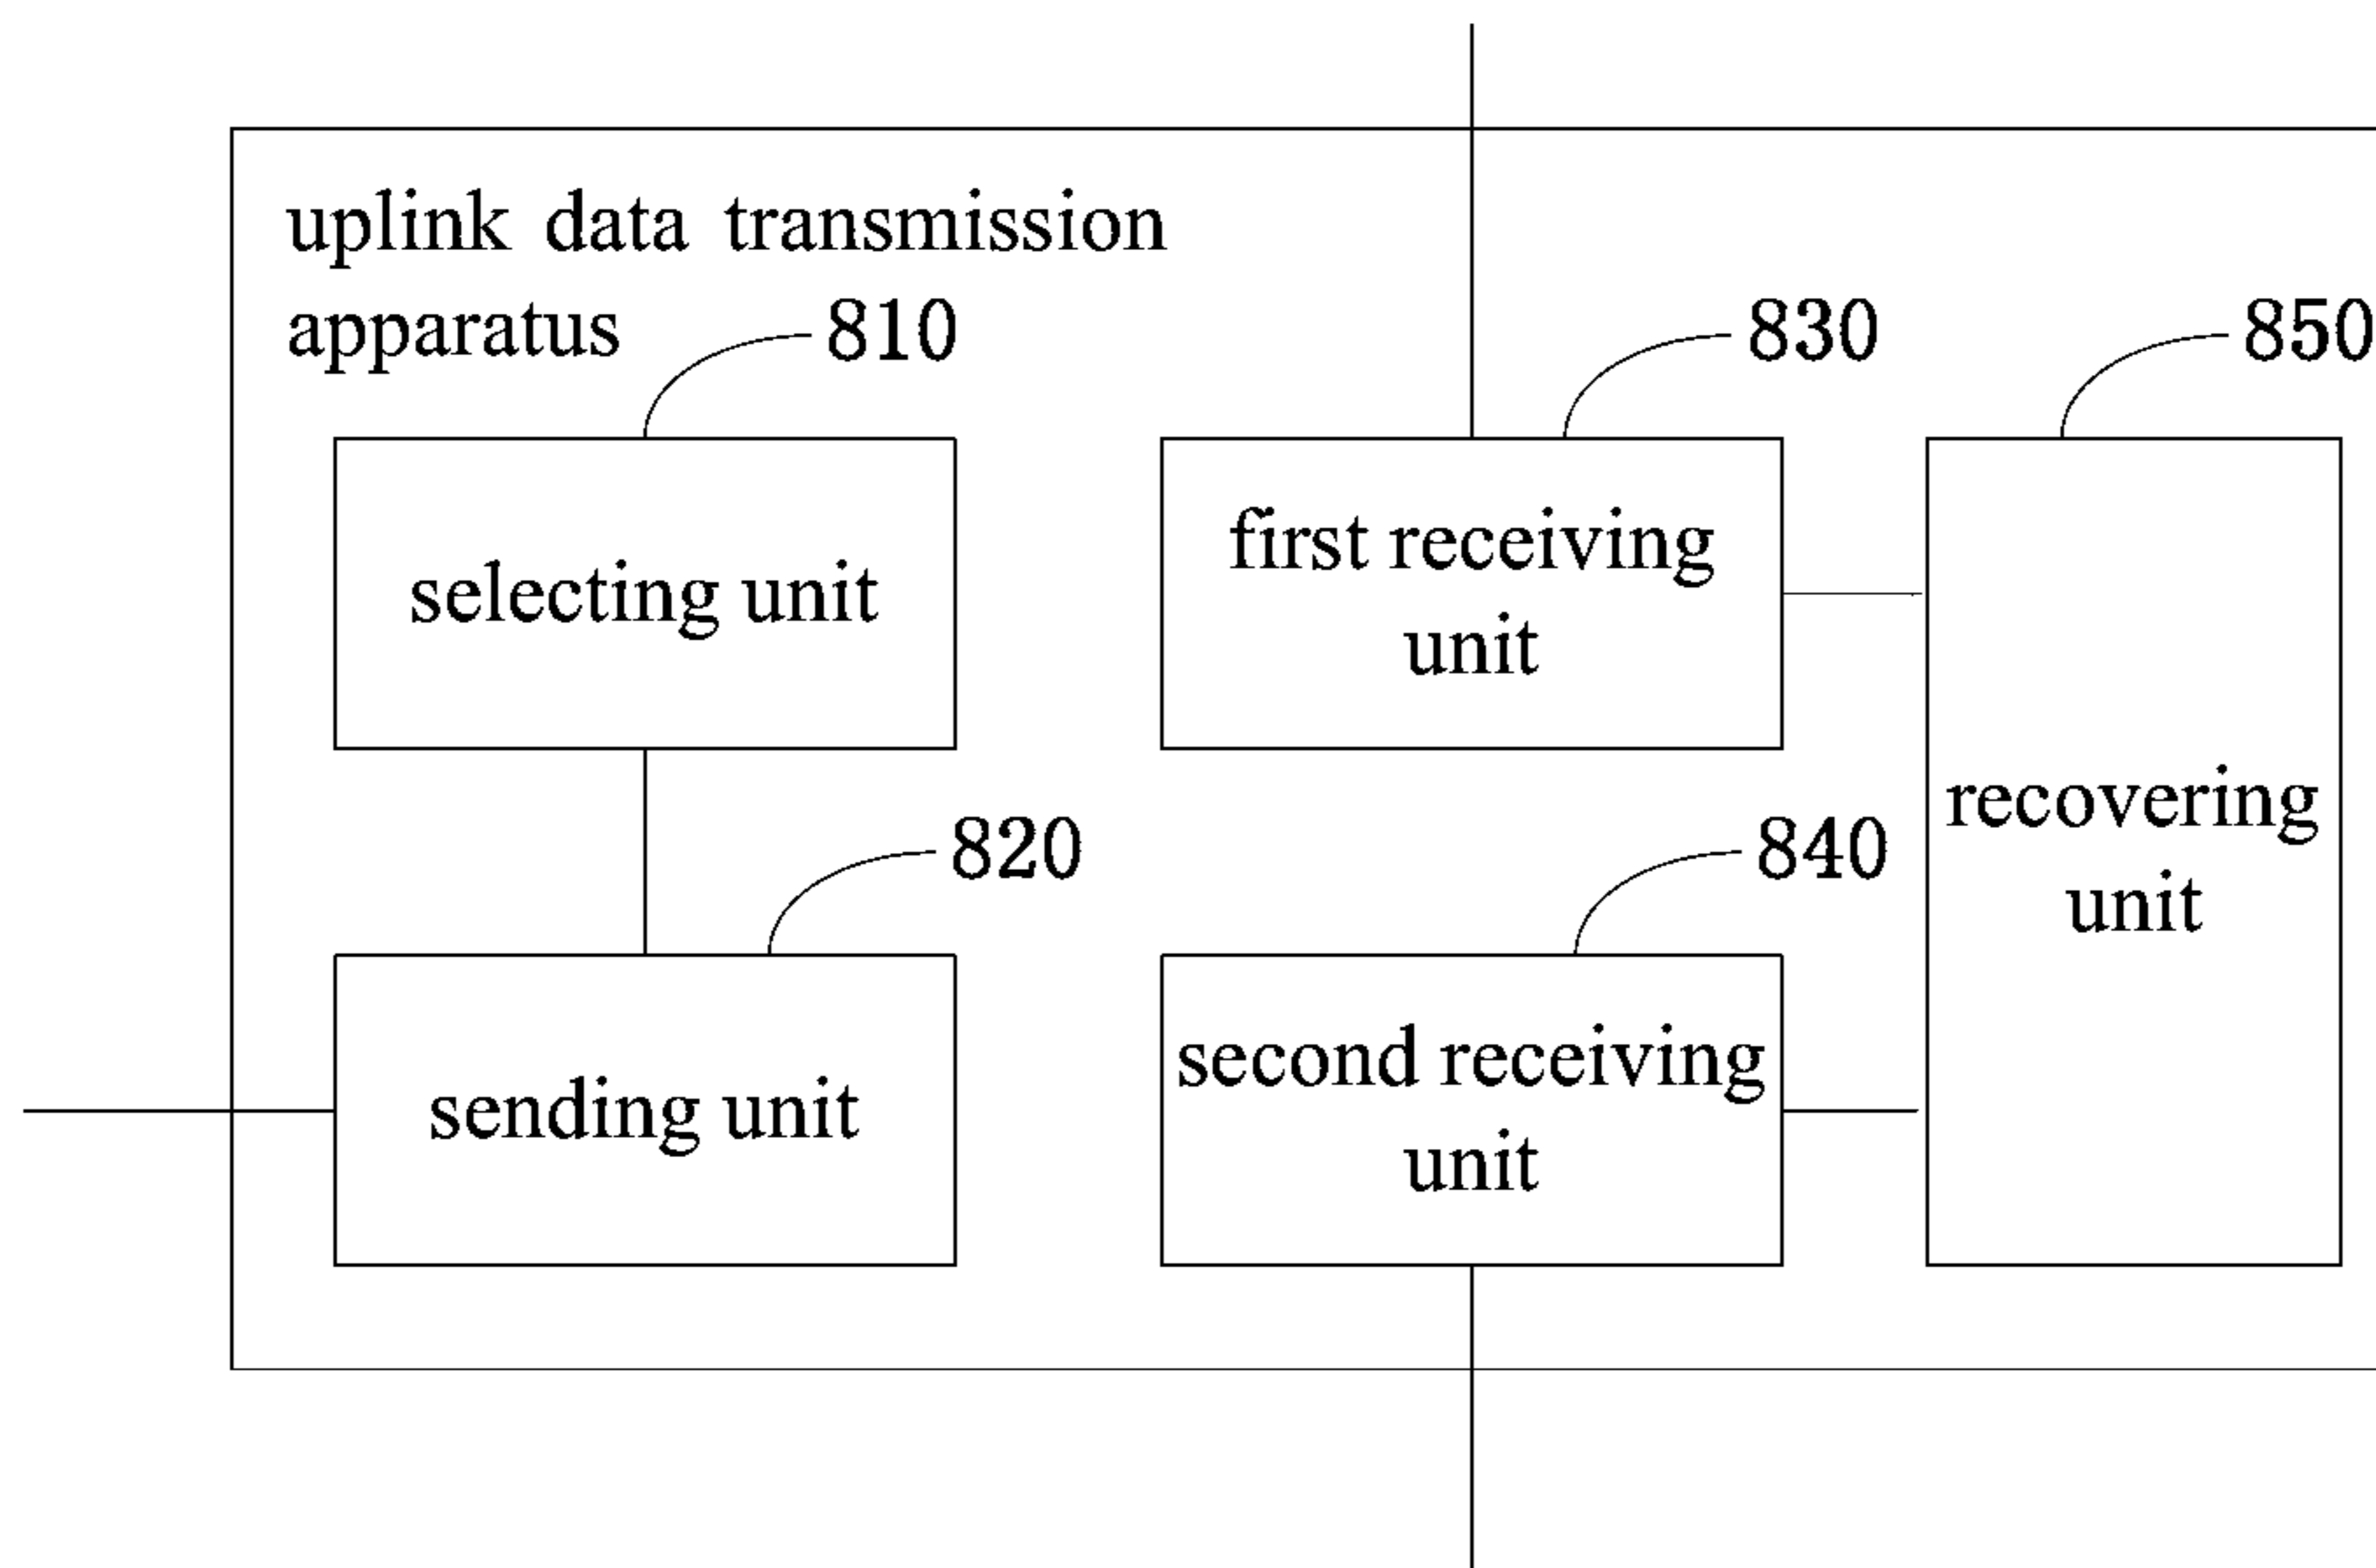 uplink data transmission
apparatus
810
830
850
selecting unit
first receiving
unit
recovering
unit
820
840
sending unit
second receiving
unit